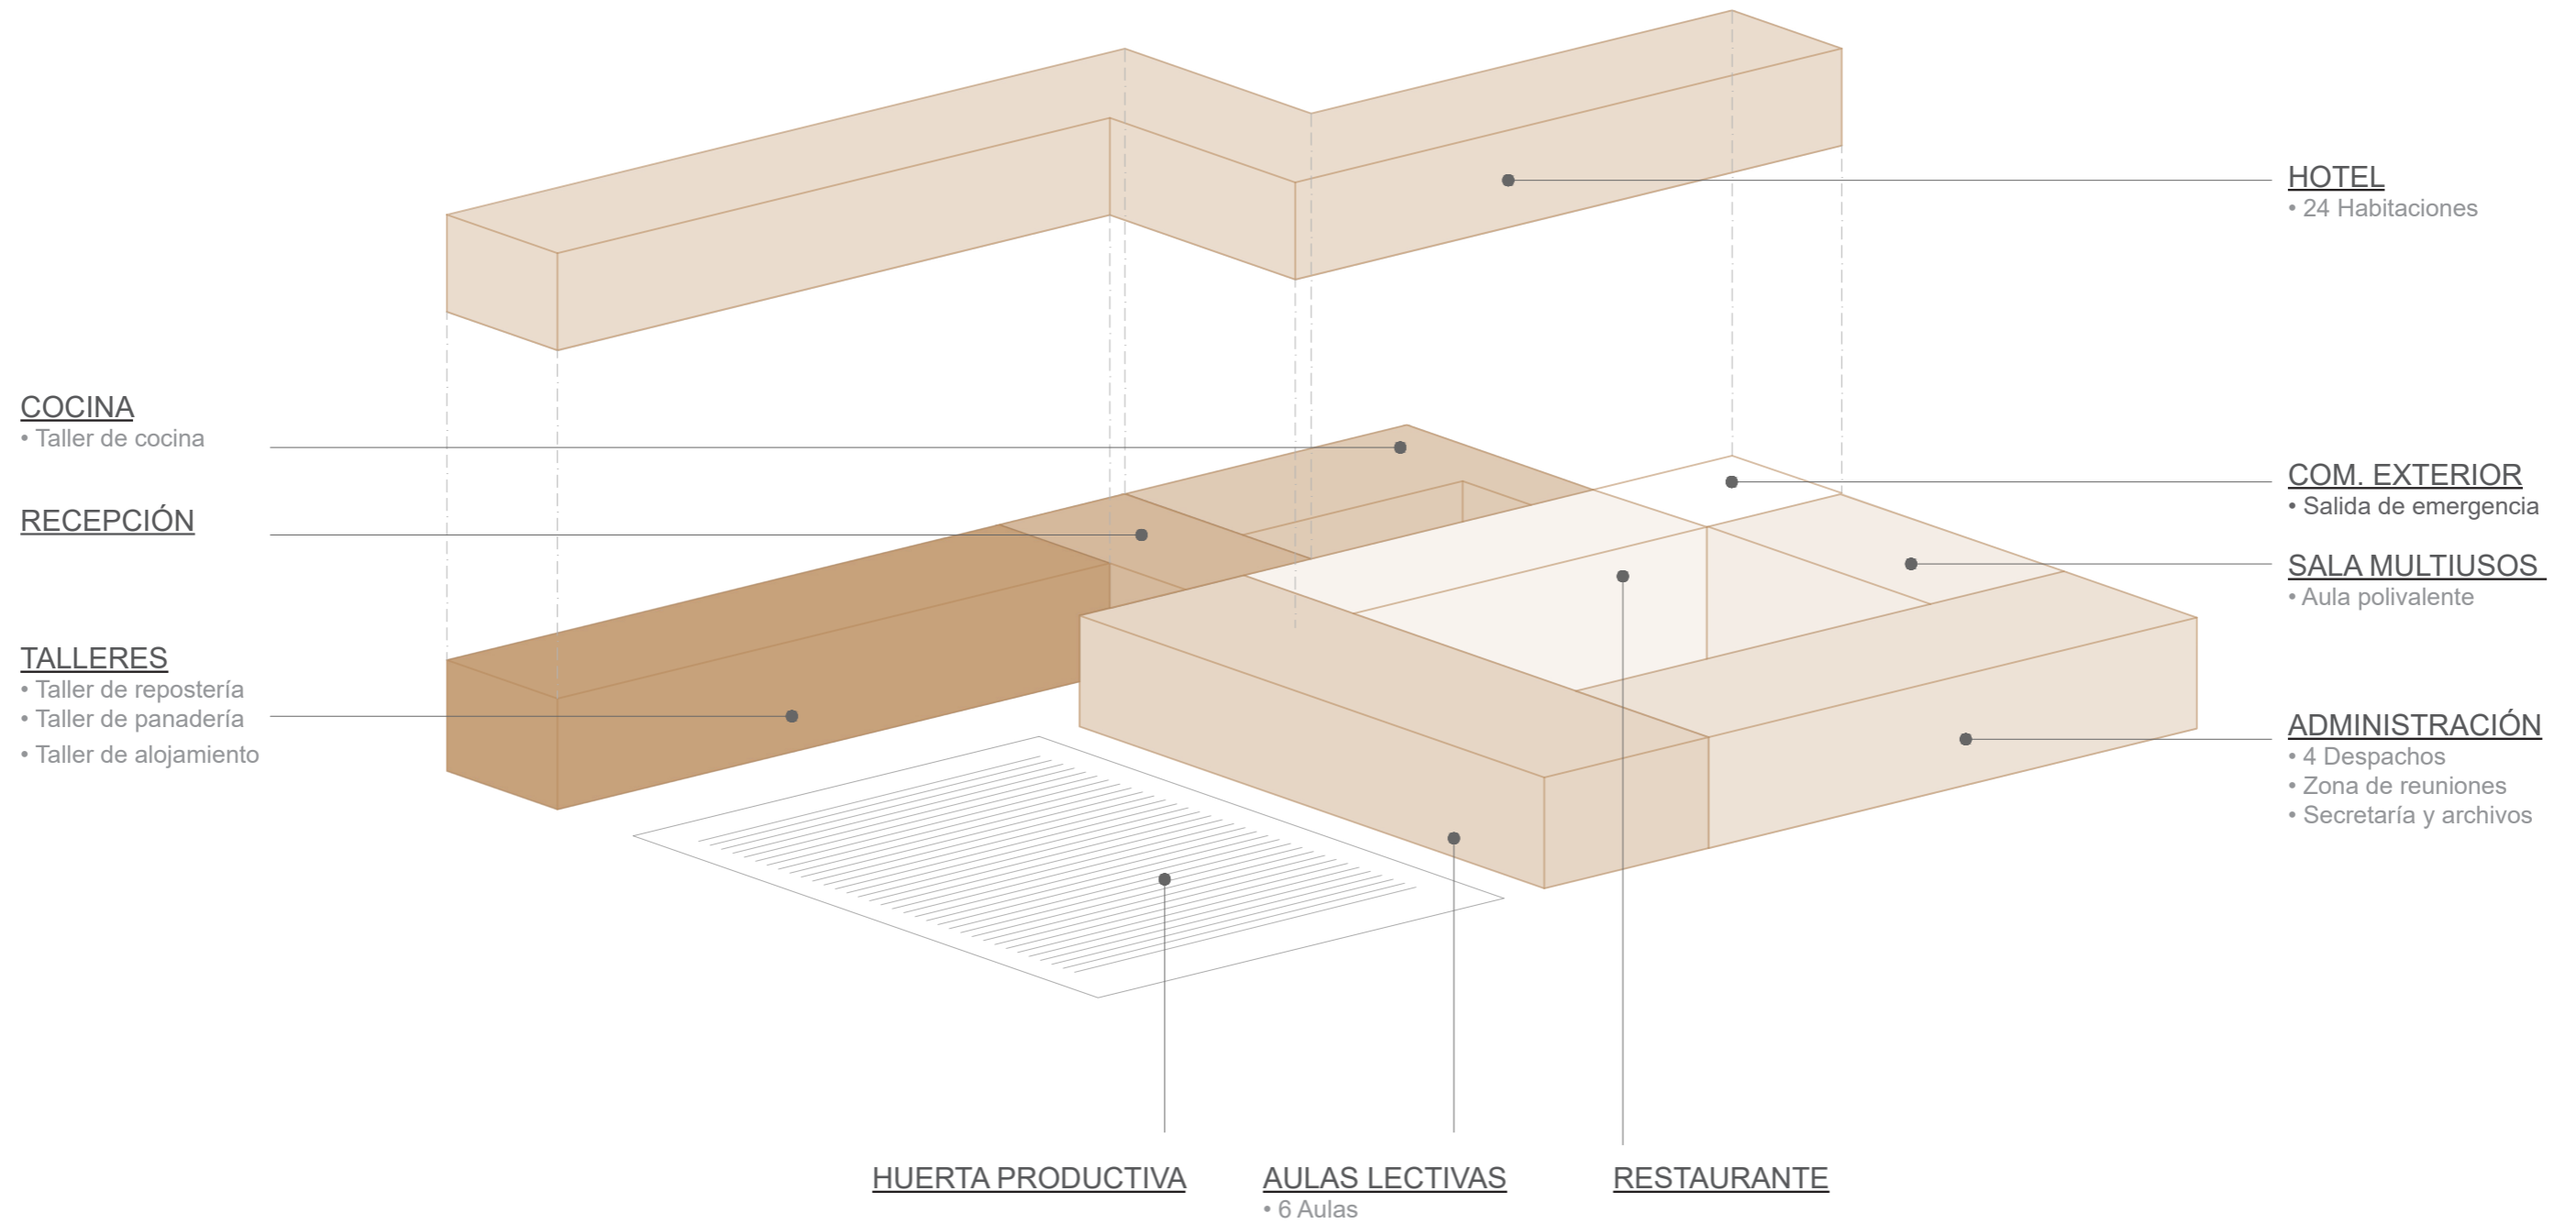 HOTEL
• 24 Habitaciones
COCINA
• Taller de cocina
RECEPCIÓN
TALLERES
• Taller de repostería
• Taller de panadería
• Taller de alojamiento
COM. EXTERIOR
• Salida de emergencia
SALA MULTIUSOS
• Aula polivalente
ADMINISTRACIÓN
• 4 Despachos
• Zona de reuniones
• Secretaría y archivos
HUERTA PRODUCTIVA
AULAS LECTIVAS
• 6 Aulas
RESTAURANTE